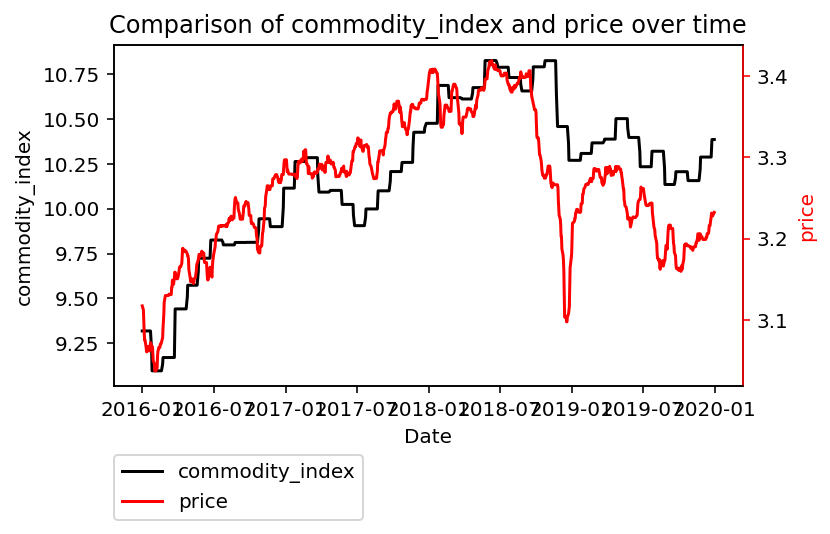 Comparison of commodity_index and price over time
commodity_index
10.75
10.50
10.25
10.00
9.75
9.50
9.25
3.4
3.3
3.2
3.1
price
2016-01 2016-07 2017-01 2017-07 2018-01 2018-07 2019-01 2019-07 2020-01
Date
commodity_index
price